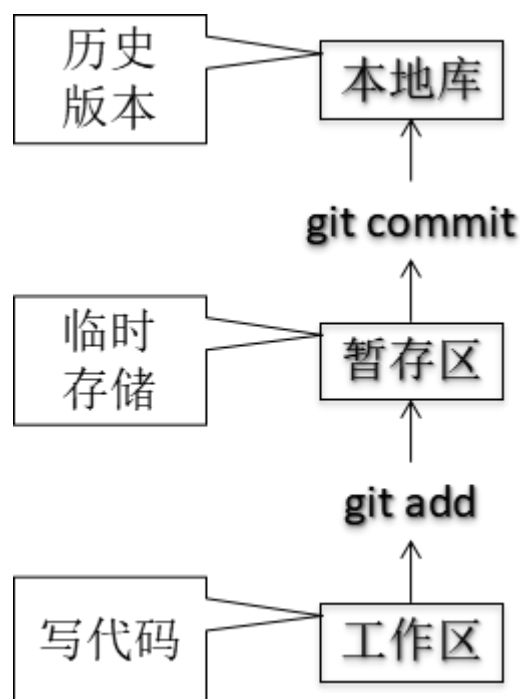 历史
版本
本地库
git commit
临时
存储
暂存区
git add
写代码
工作区